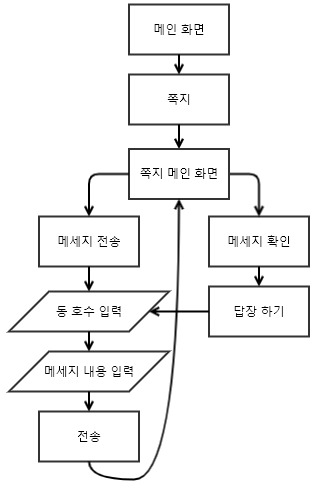 메인 화면
쪽지
쪽지 메인 화면
메세지 전송
메세지 확인
동 호수 입력
답장 하기
메세지 내용 입력
전송